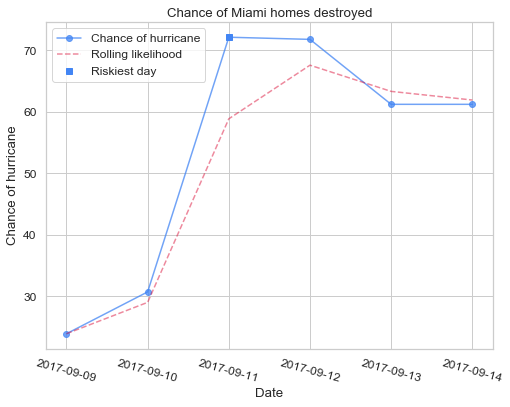 Chance of Miami homes destroyed
Chance of hurricane
Rolling likelihood
Riskiest day
Chance of hurricane
70
60
50
40
30
2017-09-09
2017-09-10
2017-09-11
2017-09-12
2017-09-13
2017-09-14
Date